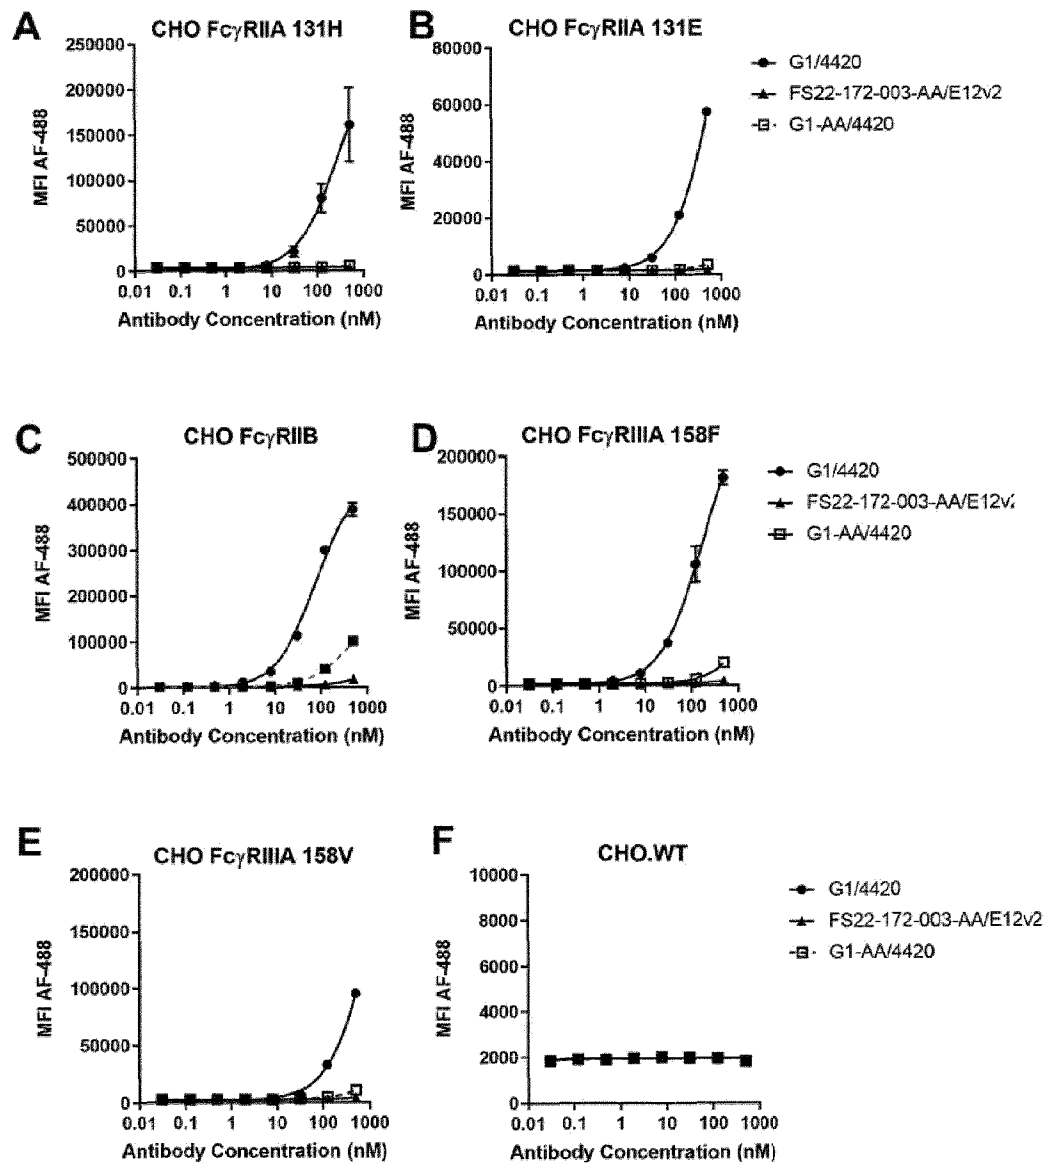 A
CHO FcγRIIA 131H
250000
200000
150000
100000
50000
0
MFI AF-488
0.01 0.1 1 10 100 1000
Antibody Concentration (nM)
B
CHO FcγRIIA 131E
80000
60000
40000
20000
0
MFI AF-488
0.01 0.1 1 10 100 1000
Antibody Concentration (nM)
G1/4420
FS22-172-003-AA/E12v2
G1-AA/4420
C
CHO FcγRIIB
500000
400000
300000
200000
100000
0
MFI AF-488
0.01 0.1 1 10 100 1000
Antibody Concentration (nM)
D
CHO FcγRIIIA 158F
200000
150000
100000
50000
0
MFI AF-488
0.01 0.1 1 10 100 1000
Antibody Concentration (nM)
G1/4420
FS22-172-003-AA/E12v2
G1-AA/4420
E
CHO FcγRIIIA 158V
200000
150000
100000
50000
0
MFI AF-488
0.01 0.1 1 10 100 1000
Antibody Concentration (nM)
F
CHO.WT
10000
8000
6000
4000
2000
0
MFI AF-488
0.01 0.1 1 10 100 1000
Antibody Concentration (nM)
G1/4420
FS22-172-003-AA/E12v2
G1-AA/4420